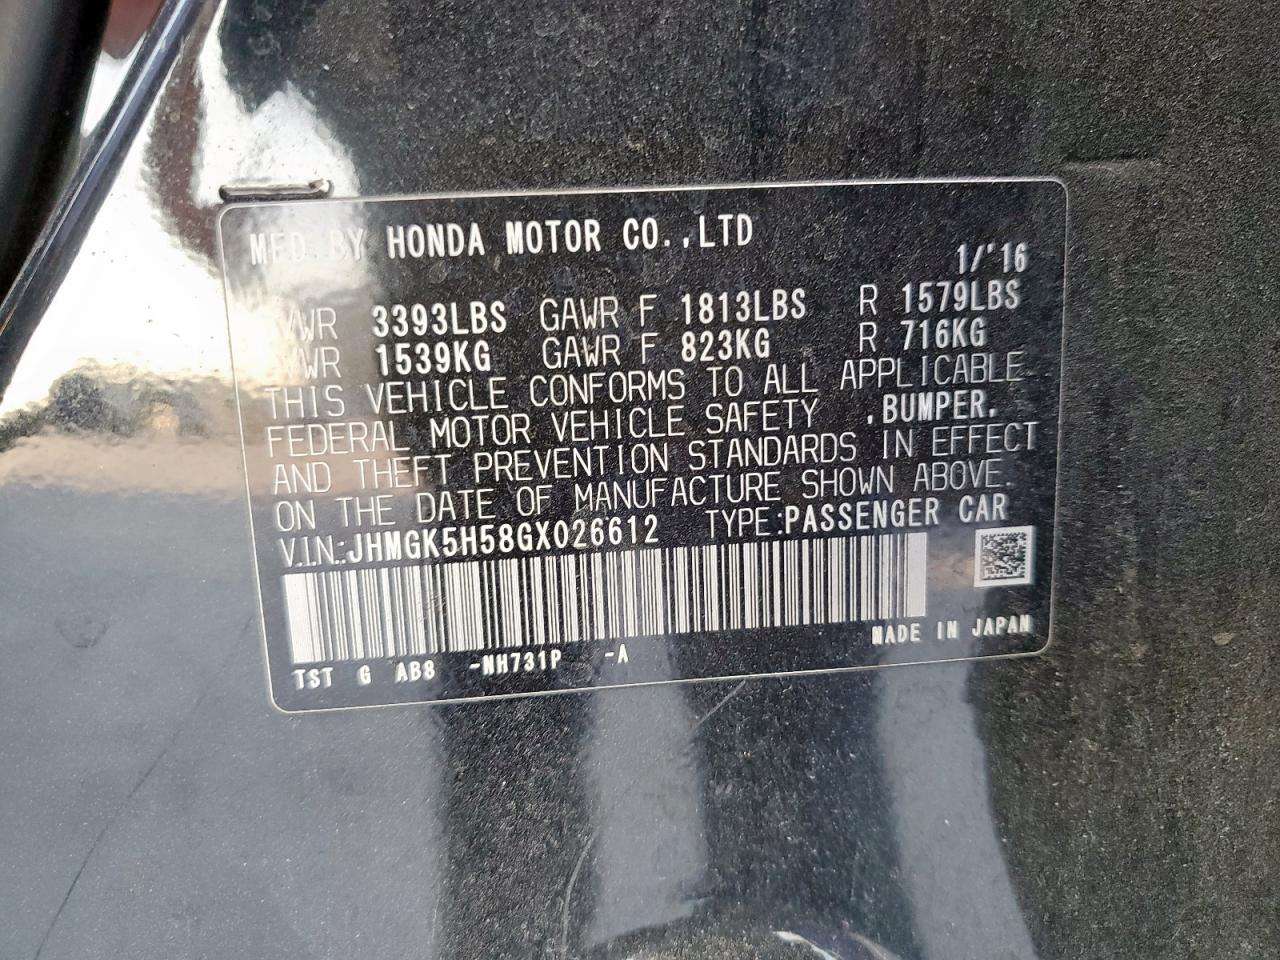 MFD.BY HONDA MOTOR CO.,LTD
1/'16
VWR 3393LBS GAWR F 1813LBS R 1579LBS
VWR 1539KG GAWR F 823KG R 716KG
THIS VEHICLE CONFORMS TO ALL APPLICABLE
FEDERAL MOTOR VEHICLE SAFETY ,BUMPER,
AND THEFT PREVENTION STANDARDS IN EFFECT
ON THE DATE OF MANUFACTURE SHOWN ABOVE.
V.I.N.:JHMGK5H58GX026612 TYPE:PASSENGER CAR
MADE IN JAPAN
TST G AB8 -NH731P -A